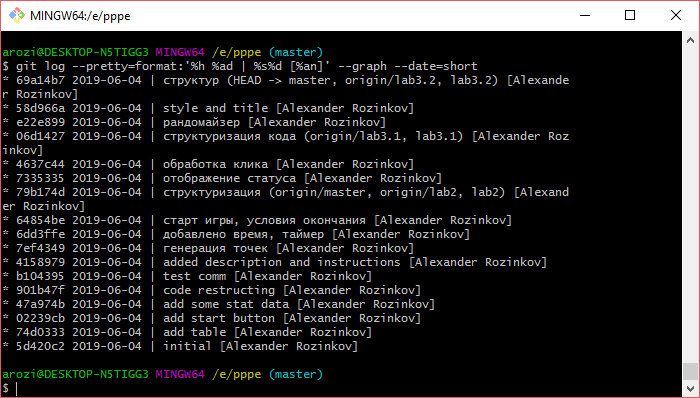 MINGW64:/e/pppe
arozi@DESKTOP-N5TIGG3 MINGW64 /e/pppe (master)
$ git log --pretty=format:'%h %ad | %s%d [%an]' --graph --date=short
* 69a14b7 2019-06-04 | структур (HEAD -> master, origin/lab3.2, lab3.2) [Alexande
r Rozinkov]
* 58d966a 2019-06-04 | style and title [Alexander Rozinkov]
* e22e899 2019-06-04 | рандомайзер [Alexander Rozinkov]
* 06d1427 2019-06-04 | структуризация кода (origin/lab3.1, lab3.1) [Alexander Roz
inkov]
* 4637c44 2019-06-04 | обработка клика [Alexander Rozinkov]
* 7335335 2019-06-04 | отображение статуса [Alexander Rozinkov]
* 79b174d 2019-06-04 | структуризация (origin/master, origin/lab2, lab2) [Alexand
er Rozinkov]
* 64854be 2019-06-04 | старт игры, условия окончания [Alexander Rozinkov]
* 6dd3ffe 2019-06-04 | добавлено время, таймер [Alexander Rozinkov]
* 7ef4349 2019-06-04 | генерация точек [Alexander Rozinkov]
* 4158979 2019-06-04 | added description and instructions [Alexander Rozinkov]
* b104395 2019-06-04 | test comm [Alexander Rozinkov]
* 901b47f 2019-06-04 | code restructing [Alexander Rozinkov]
* 47a974b 2019-06-04 | add some stat data [Alexander Rozinkov]
* 02239cb 2019-06-04 | add start button [Alexander Rozinkov]
* 74d0333 2019-06-04 | add table [Alexander Rozinkov]
* 5d420c2 2019-06-04 | initial [Alexander Rozinkov]
arozi@DESKTOP-N5TIGG3 MINGW64 /e/pppe (master)
$